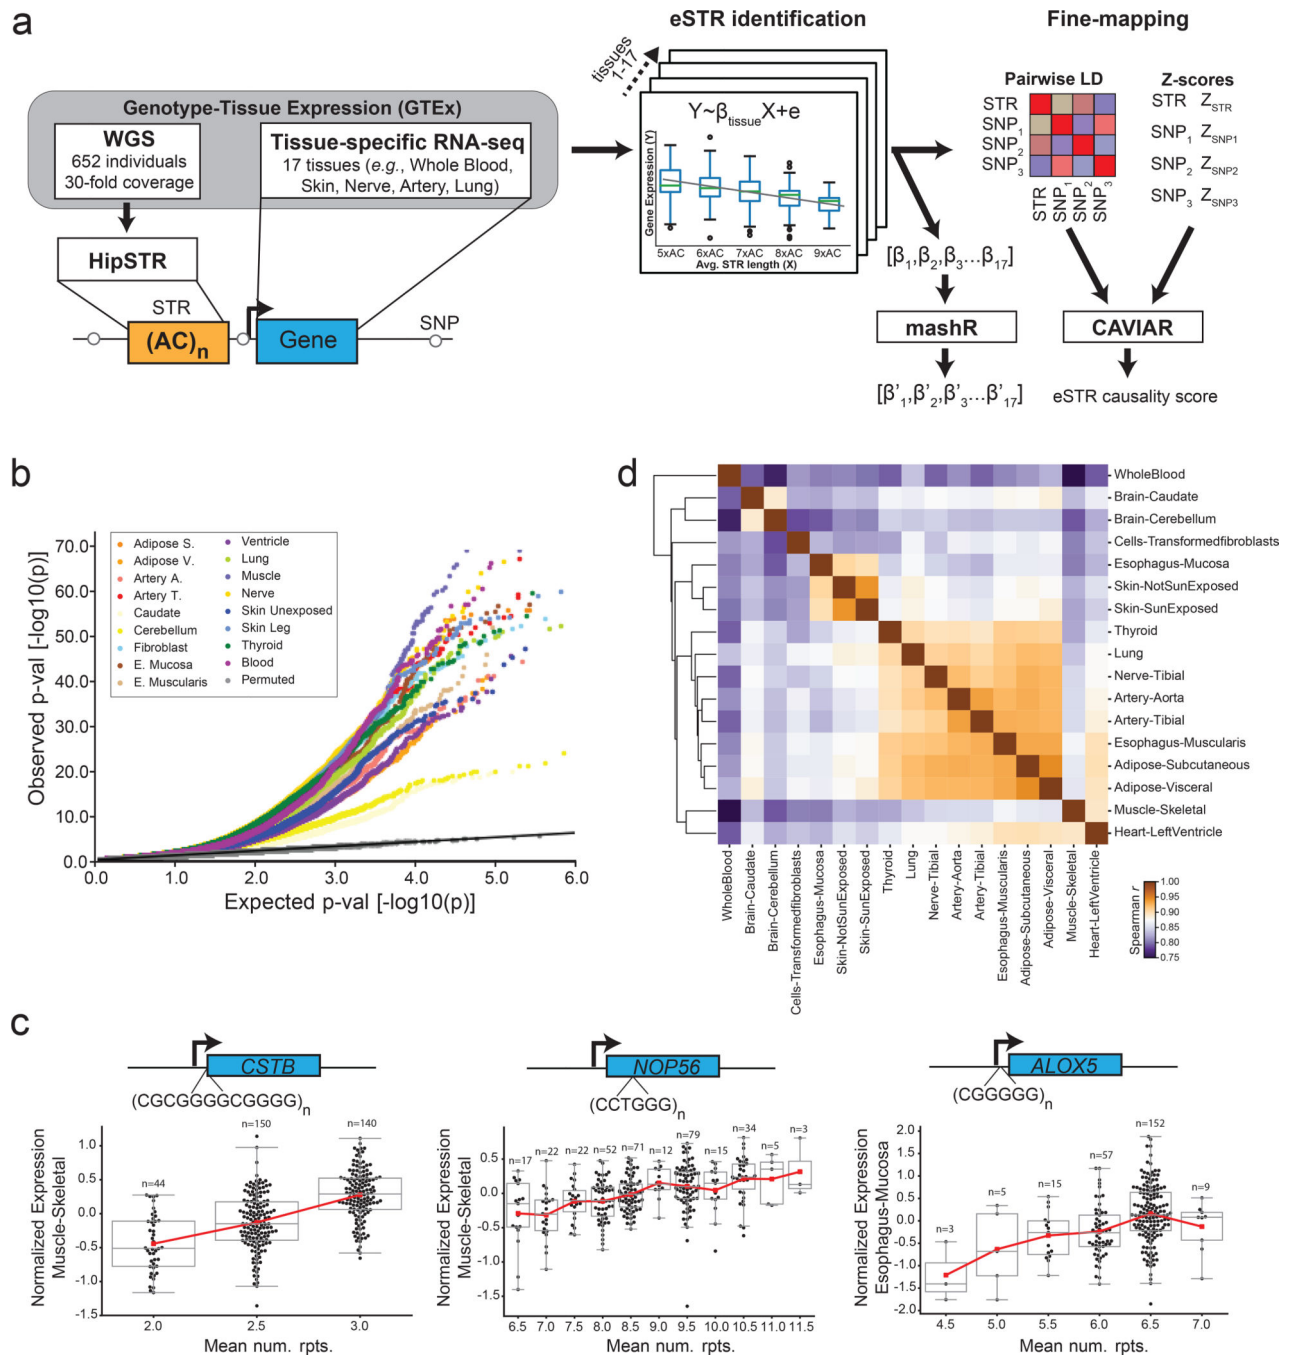 a
eSTR identification
Fine-mapping
tissues
1-17
Genotype-Tissue Expression (GTEx)
WGS
652 individuals
30-fold coverage
Tissue-specific RNA-seq
17 tissues (e.g., Whole Blood,
Skin, Nerve, Artery, Lung)
HipSTR
STR
(AC)n
Gene
SNP
Y~βtissueX+e
Gene Expression (Y)
5xAC 6xAC 7xAC 8xAC 9xAC
Avg. STR length (X)
Pairwise LD
STR
SNP1
SNP2
SNP3
STR SNP1 SNP2 SNP3
Z-scores
STR ZSTR
SNP1 ZSNP1
SNP2 ZSNP2
SNP3 ZSNP3
[β1,β2,β3...β17]
mashR
[β'1,β'2,β'3...β'17]
CAVIAR
eSTR causality score
b
Observed p-val [-log10(p)]
70.0
60.0
50.0
40.0
30.0
20.0
10.0
0.0
Adipose S.
Adipose V.
Artery A.
Artery T.
Caudate
Cerebellum
Fibroblast
E. Mucosa
E. Muscularis
Ventricle
Lung
Muscle
Nerve
Skin Unexposed
Skin Leg
Thyroid
Blood
Permuted
0.0 1.0 2.0 3.0 4.0 5.0 6.0
Expected p-val [-log10(p)]
d
WholeBlood
Brain-Caudate
Brain-Cerebellum
Cells-Transformedfibroblasts
Esophagus-Mucosa
Skin-NotSunExposed
Skin-SunExposed
Thyroid
Lung
Nerve-Tibial
Artery-Aorta
Artery-Tibial
Esophagus-Muscularis
Adipose-Subcutaneous
Adipose-Visceral
Muscle-Skeletal
Heart-LeftVentricle
WholeBlood
Brain-Caudate
Brain-Cerebellum
Cells-Transformedfibroblasts
Esophagus-Mucosa
Skin-NotSunExposed
Skin-SunExposed
Thyroid
Lung
Nerve-Tibial
Artery-Aorta
Artery-Tibial
Esophagus-Muscularis
Adipose-Subcutaneous
Adipose-Visceral
Muscle-Skeletal
Heart-LeftVentricle
Spearman r
1.00
0.95
0.90
0.85
0.80
0.75
c
CSTB
(CGCGGGGCGGGG)n
Normalized Expression
Muscle-Skeletal
1.0
0.5
0.0
-0.5
-1.0
-1.5
n=44
n=150
n=140
2.0 2.5 3.0
Mean num. rpts.
NOP56
(CCTGGG)n
Normalized Expression
Muscle-Skeletal
0.5
0.0
-0.5
-1.0
-1.5
n=17 n=22 n=22 n=52 n=71 n=12 n=79 n=15 n=34 n=5 n=3
6.5 7.0 7.5 8.0 8.5 9.0 9.5 10.0 10.5 11.0 11.5
Mean num. rpts.
ALOX5
(CGGGGG)n
Normalized Expression
Esophagus-Mucosa
2.0
1.5
1.0
0.5
0.0
-0.5
-1.0
-1.5
-2.0
n=3
n=5
n=15
n=57
n=152
n=9
4.5 5.0 5.5 6.0 6.5 7.0
Mean num. rpts.